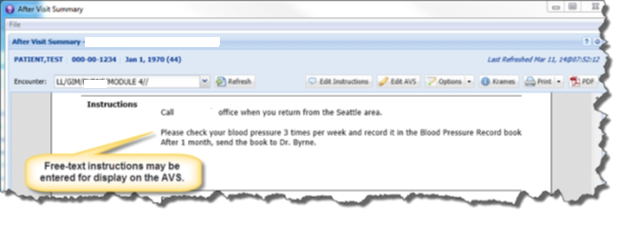 After Visit Summary
File
After Visit Summary -
PATIENT,TEST 000-00-1234 Jan 1, 1970 (44) Last Refreshed Mar 11, 14@07:52:12
Encounter: MODULE 4// Refresh Edit Instructions Edit AVS Options Krames Print PDF
Instructions
Call office when you return from the Seattle area.
Please check your blood pressure 3 times per week and record it in the Blood Pressure Record book
After 1 month, send the book to Dr. Byrne.
Free-text instructions may be
entered for display on the AVS.